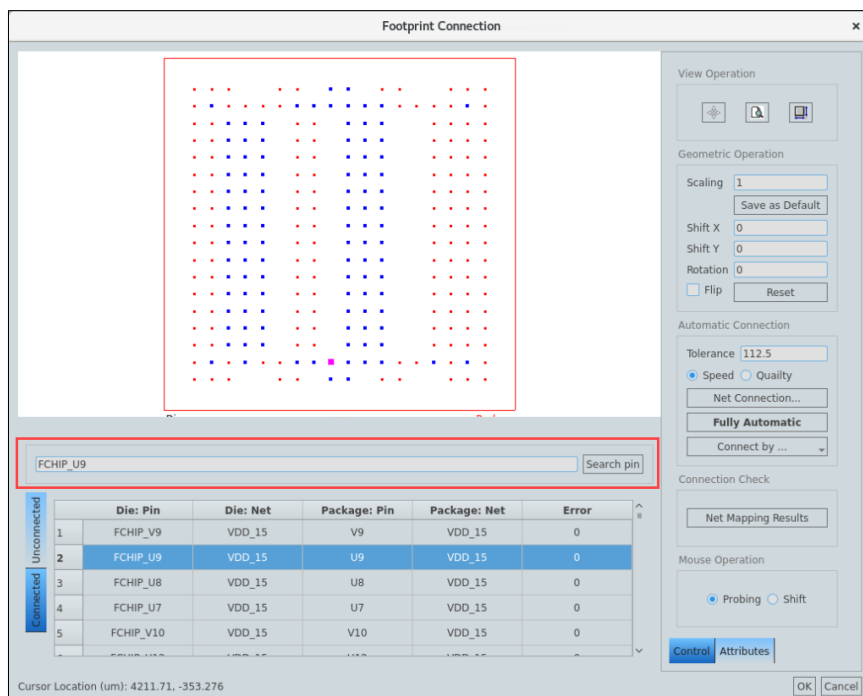 Footprint Connection ×
View Operation
Geometric Operation
Scaling 1
Save as Default
Shift X 0
Shift Y 0
Rotation 0
Flip Reset
Automatic Connection
Tolerance 112.5
Speed Quailty
Net Connection...
Fully Automatic
Connect by ...
Connection Check
Net Mapping Results
Mouse Operation
Probing Shift
Control Attributes
FCHIP_U9 Search pin
Unconnected
Connected
Die: Pin Die: Net Package: Pin Package: Net Error
1 FCHIP_V9 VDD_15 V9 VDD_15 0
2 FCHIP_U9 VDD_15 U9 VDD_15 0
3 FCHIP_U8 VDD_15 U8 VDD_15 0
4 FCHIP_U7 VDD_15 U7 VDD_15 0
5 FCHIP_V10 VDD_15 V10 VDD_15 0
Cursor Location (um): 4211.71, -353.276
OK Cancel